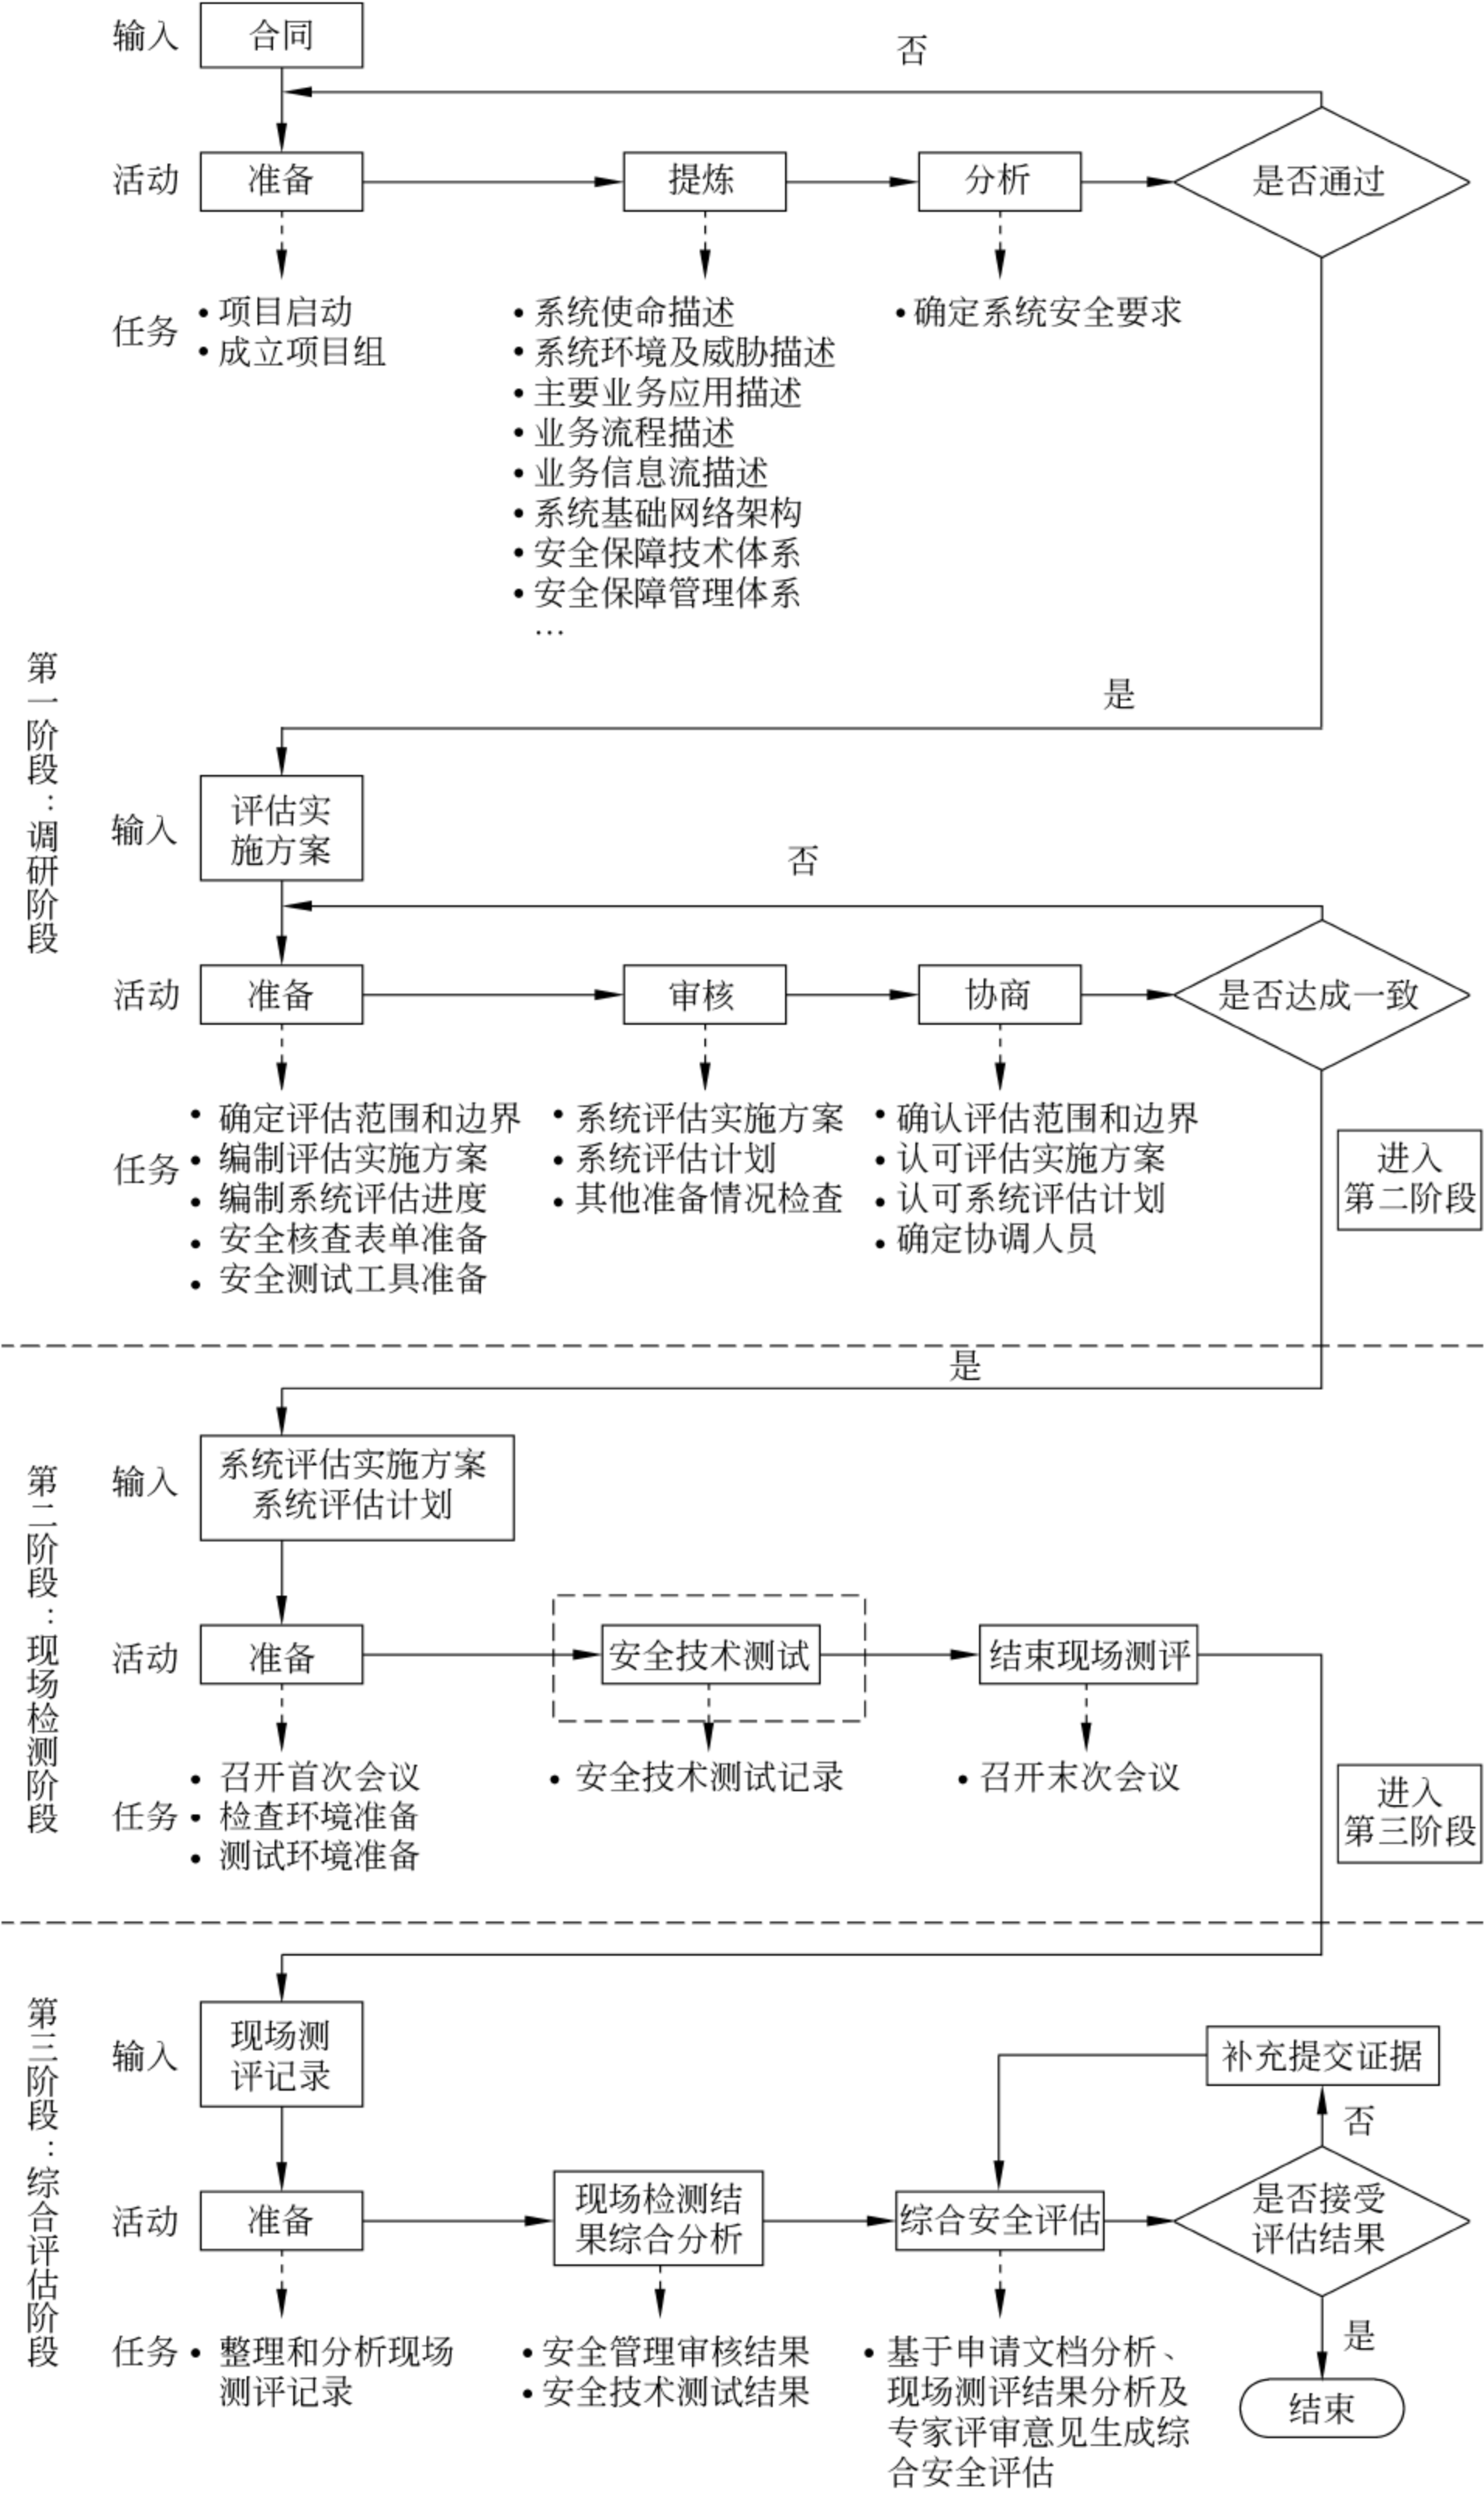 输入
合同
否
活动
准备
提炼
分析
是否通过
任务
• 项目启动
• 成立项目组
• 系统使命描述
• 系统环境及威胁描述
• 主要业务应用描述
• 业务流程描述
• 业务信息流描述
• 系统基础网络架构
• 安全保障技术体系
• 安全保障管理体系
…
• 确定系统安全要求
第一阶段：调研阶段
是
输入
评估实
施方案
否
活动
准备
审核
协商
是否达成一致
任务
• 确定评估范围和边界
• 编制评估实施方案
• 编制系统评估进度
• 安全核查表单准备
• 安全测试工具准备
• 系统评估实施方案
• 系统评估计划
• 其他准备情况检查
• 确认评估范围和边界
• 认可评估实施方案
• 认可系统评估计划
• 确定协调人员
进入
第二阶段
是
第二阶段：现场检测阶段
输入
系统评估实施方案
系统评估计划
活动
准备
安全技术测试
结束现场测评
任务
• 召开首次会议
• 检查环境准备
• 测试环境准备
• 安全技术测试记录
• 召开末次会议
进入
第三阶段
第三阶段：综合评估阶段
输入
现场测
评记录
补充提交证据
否
活动
准备
现场检测结
果综合分析
综合安全评估
是否接受
评估结果
是
任务
• 整理和分析现场
测评记录
• 安全管理审核结果
• 安全技术测试结果
• 基于申请文档分析、
现场测评结果分析及
专家评审意见生成综
合安全评估
结束